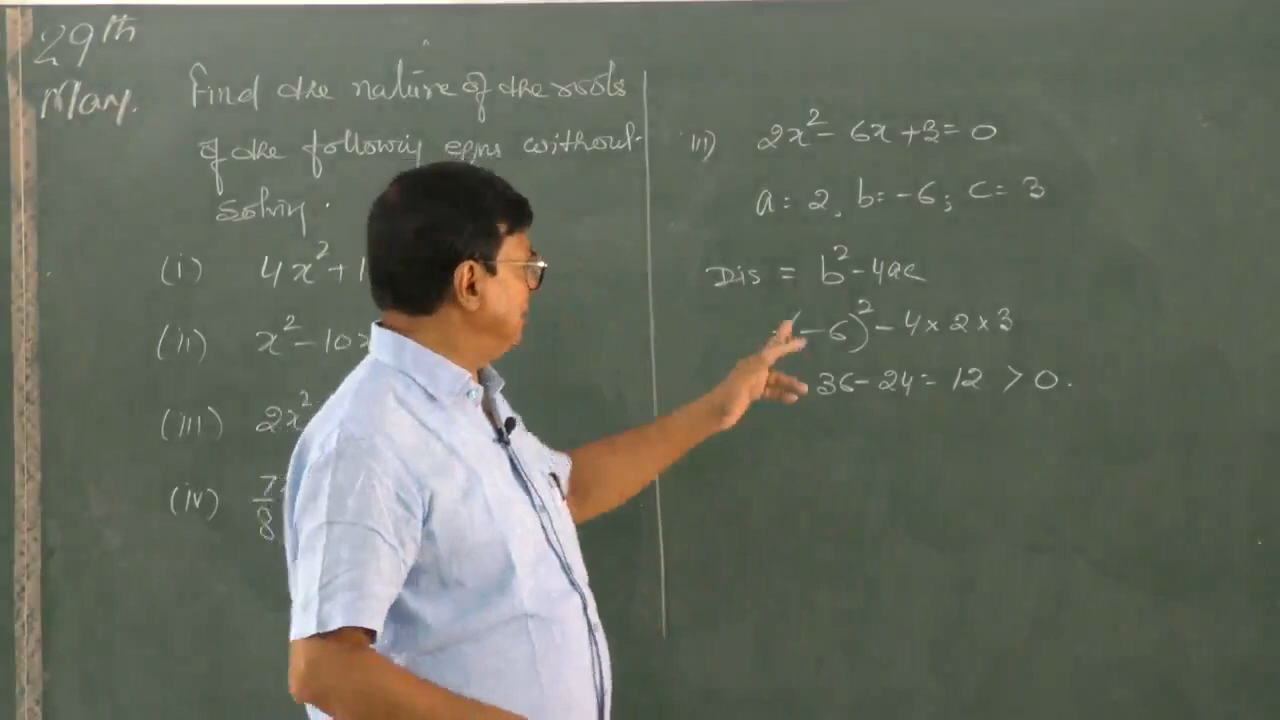 29th
May.
Find the nature of the roots
of the following eqns without
solving.
(i) 4x² + 1
(ii) x² - 10x
(iii) 2x²
(iv) 7/8
iii) 2x² - 6x + 3 = 0
a = 2, b = -6; c = 3
Dis = b² - 4ac
(-6)² - 4 × 2 × 3
36 - 24 = 12 > 0.